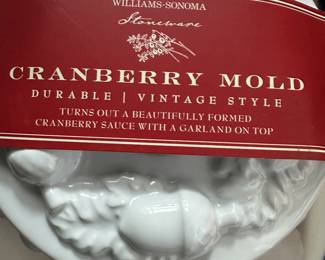 WILLIAMS-SONOMA
Stoneware
CRANBERRY MOLD
DURABLE | VINTAGE STYLE
TURNS OUT A BEAUTIFULLY FORMED
CRANBERRY SAUCE WITH A GARLAND ON TOP